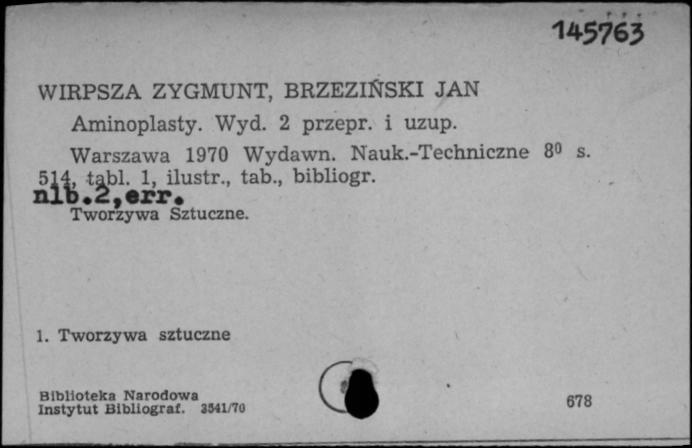 145763
WIRPSZA ZYGMUNT, BRZEZIŃSKI JAN
Aminoplasty. Wyd. 2 przepr. i uzup.
Warszawa 1970 Wydawn. Nauk.-Techniczne 8⁰ s.
514, tabl. 1, ilustr., tab., bibliogr.
nlb.2,err.
Tworzywa Sztuczne.
1. Tworzywa sztuczne
Biblioteka Narodowa
Instytut Bibliograf. 3541/70
678